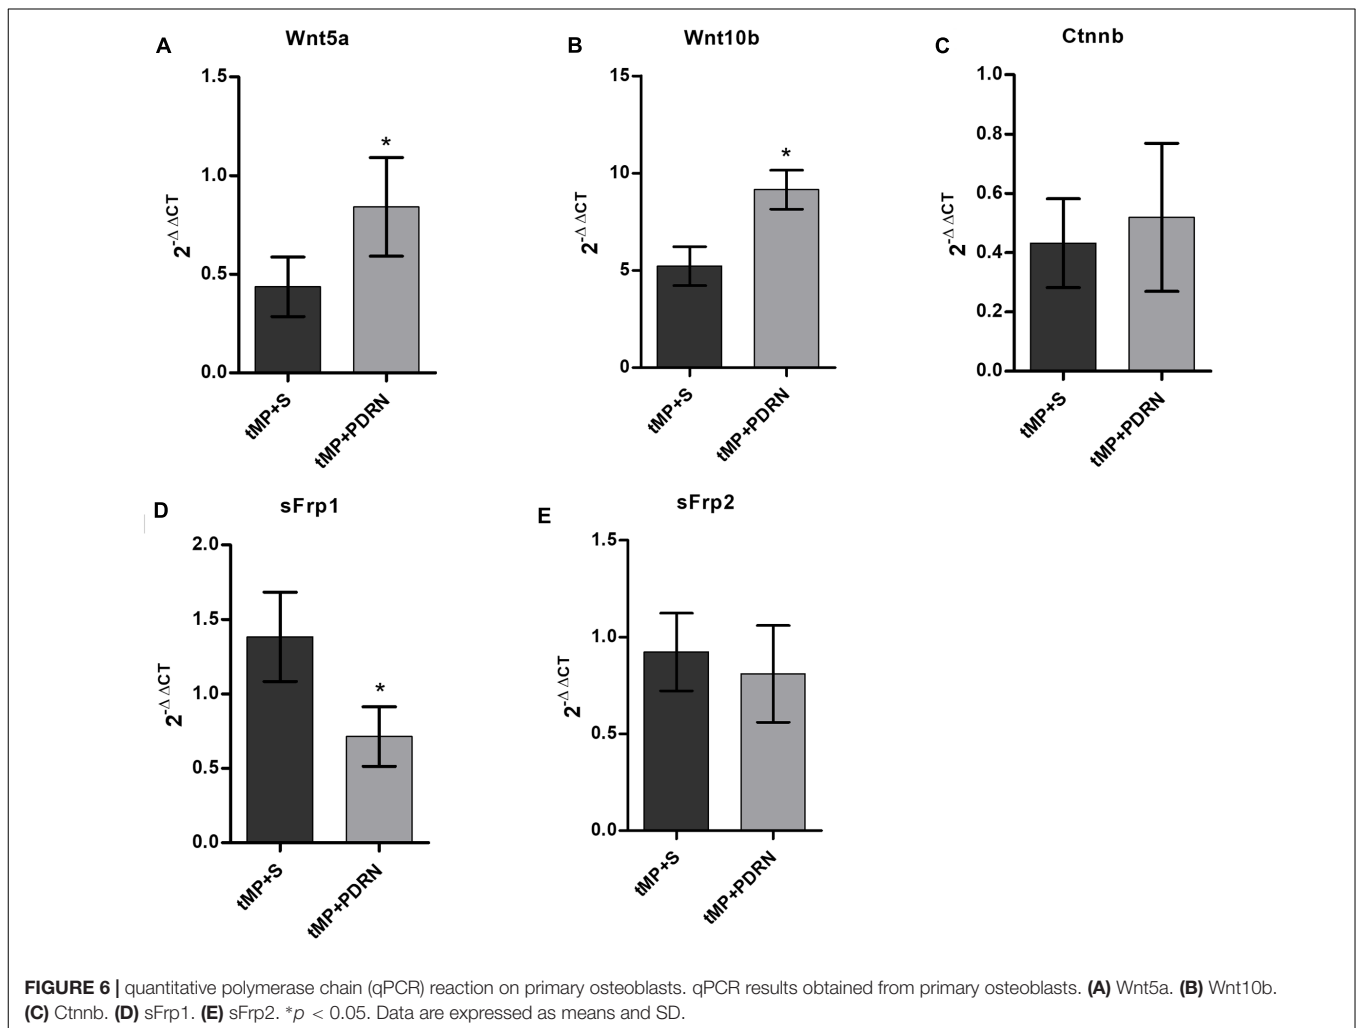 A Wnt5a
1.5
1.0
0.5
0.0
2^-Δ ΔCT
*
tMP+S
tMP+PDRN
B Wnt10b
15
10
5
0
2^-Δ ΔCT
*
tMP+S
tMP+PDRN
C Ctnnb
1.0
0.8
0.6
0.4
0.2
0.0
2^-Δ ΔCT
tMP+S
tMP+PDRN
D sFrp1
2.0
1.5
1.0
0.5
0.0
2^-Δ ΔCT
*
tMP+S
tMP+PDRN
E sFrp2
1.5
1.0
0.5
0.0
2^-Δ ΔCT
tMP+S
tMP+PDRN
FIGURE 6 | quantitative polymerase chain (qPCR) reaction on primary osteoblasts. qPCR results obtained from primary osteoblasts. (A) Wnt5a. (B) Wnt10b.
(C) Ctnnb. (D) sFrp1. (E) sFrp2. *p < 0.05. Data are expressed as means and SD.